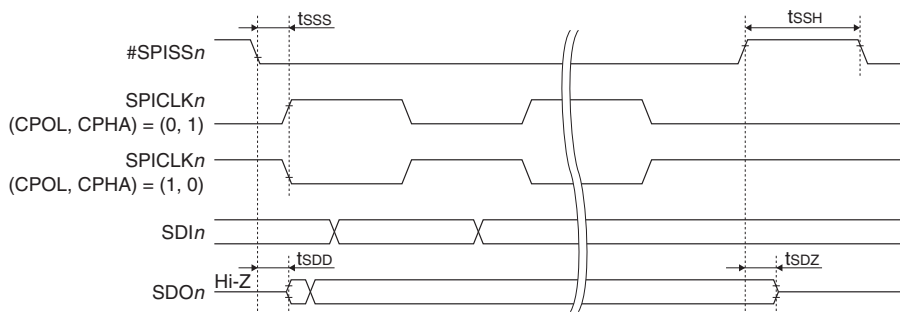 tSSS
tSSH
#SPISSn
SPICLKn
(CPOL, CPHA) = (0, 1)
SPICLKn
(CPOL, CPHA) = (1, 0)
SDIn
tSDD
tSDZ
Hi-Z
SDOn